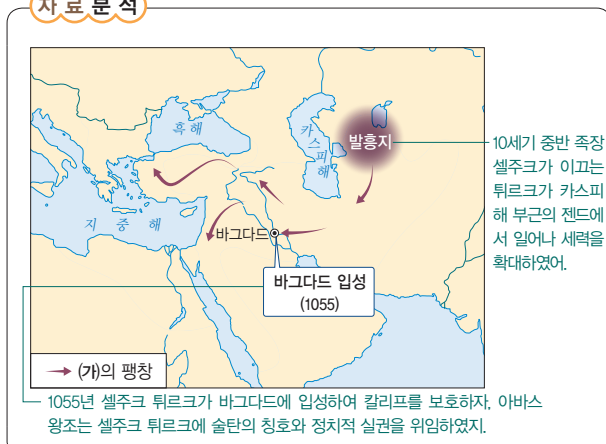 자 료 분 석
흑 해
카
스
피
해
발흥지
지 중 해
바그다드
바그다드 입성
(1055)
→ (가)의 팽창
10세기 중반 족장
셀주크가 이끄는
튀르크가 카스피
해 부근의 젠드에
서 일어나 세력을
확대하였어.
1055년 셀주크 튀르크가 바그다드에 입성하여 칼리프를 보호하자, 아바스
왕조는 셀주크 튀르크에 술탄의 칭호와 정치적 실권을 위임하였지.